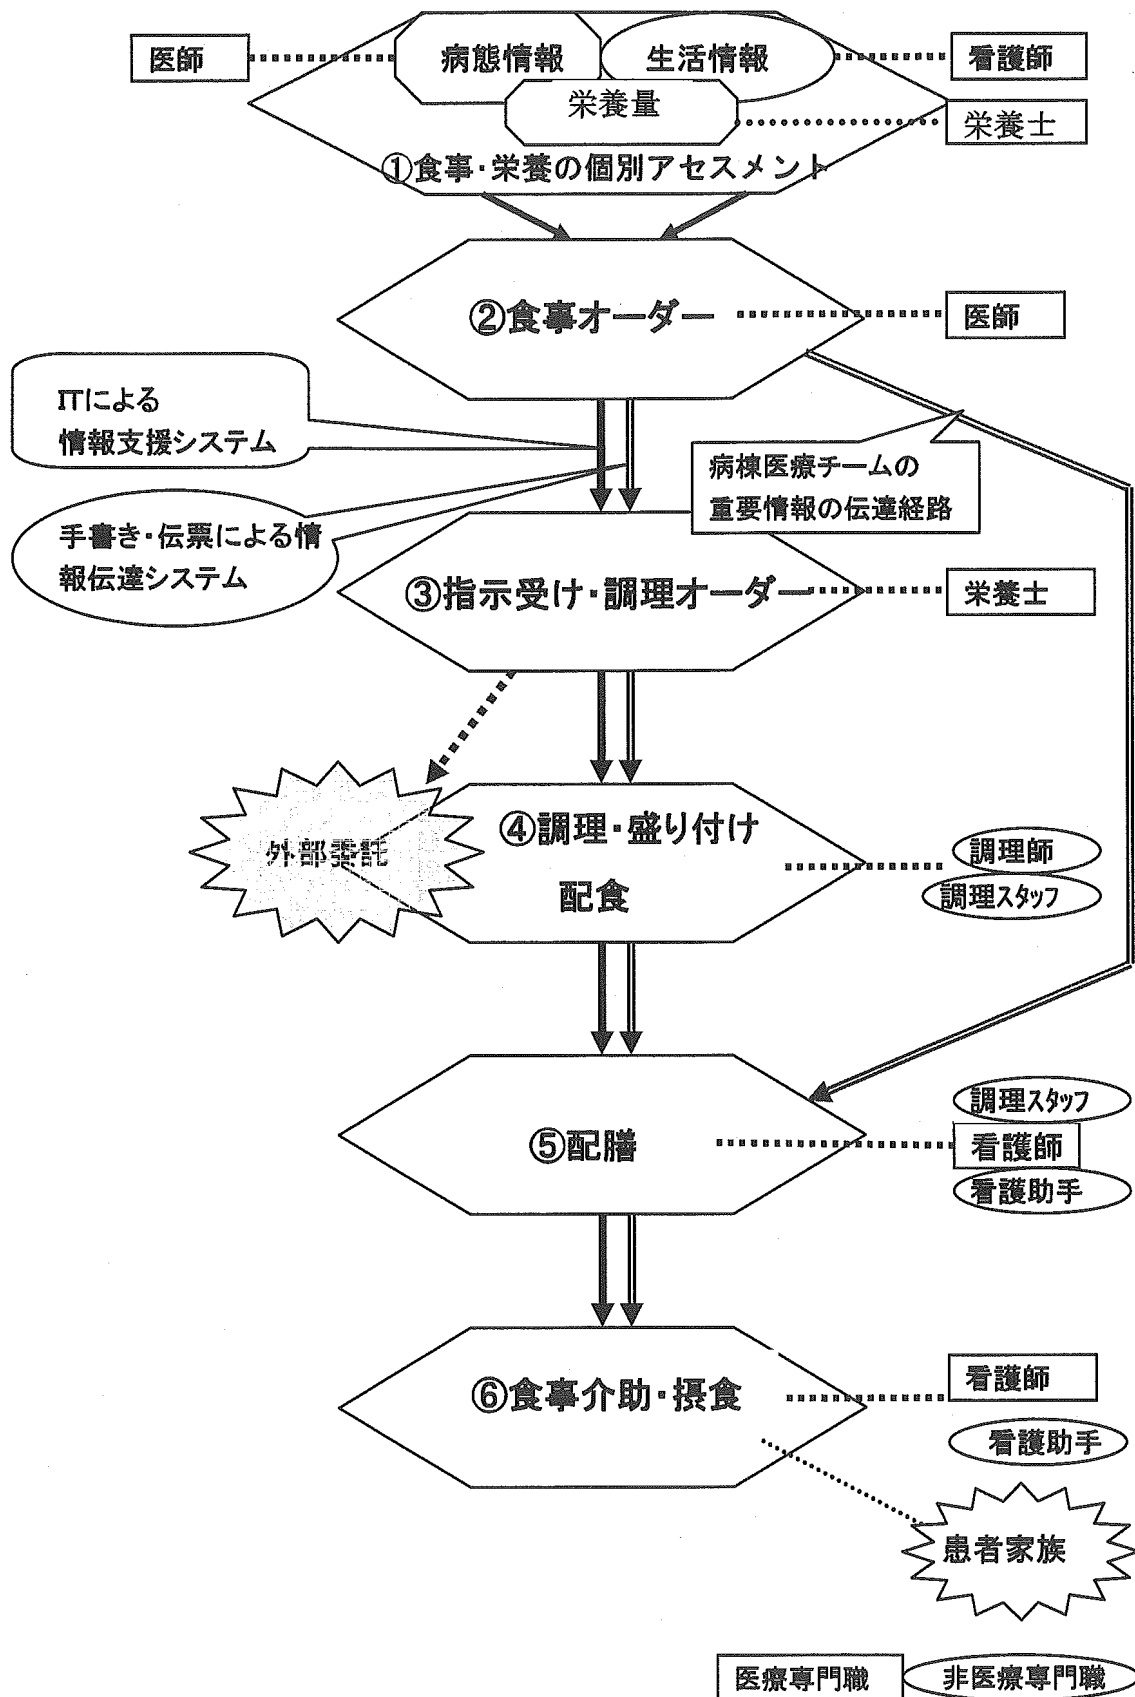 医師
病態情報
生活情報
看護師
栄養量
栄養士
①食事・栄養の個別アセスメント
②食事オーダー
医師
ITによる
情報支援システム
病棟医療チームの
重要情報の伝達経路
手書き・伝票による情
報伝達システム
③指示受け・調理オーダー
栄養士
④調理・盛り付け
配食
外部委託
調理師
調理スタッフ
調理スタッフ
⑤配膳
看護師
看護助手
⑥食事介助・摂食
看護師
看護助手
患者家族
医療専門職
非医療専門職